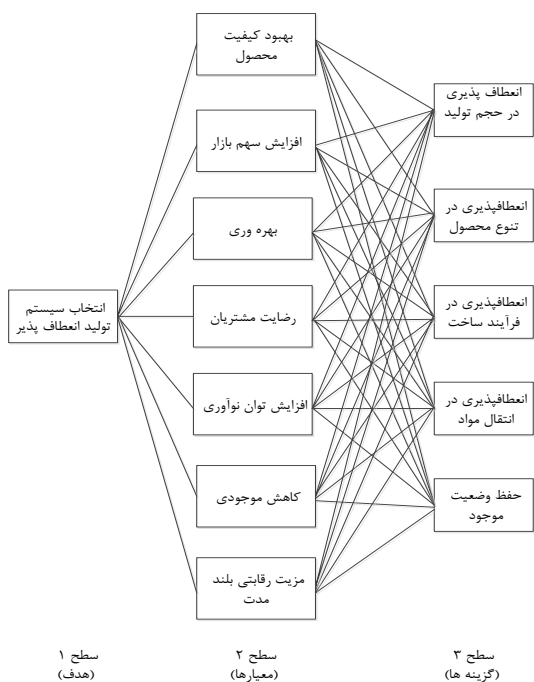 انتخاب سیستم
تولید انعطاف پذیر
بهبود کیفیت
محصول
افزایش سهم بازار
بهره وری
رضایت مشتریان
افزایش توان نوآوری
کاهش موجودی
مزیت رقابتی بلند
مدت
انعطاف پذیری
در حجم تولید
انعطافپذیری در
تنوع محصول
انعطافپذیری در
فرآیند ساخت
انعطافپذیری در
انتقال مواد
حفظ وضعیت
موجود
سطح ۱
(هدف)
سطح ۲
(معیارها)
سطح ۳
(گزینه ها)